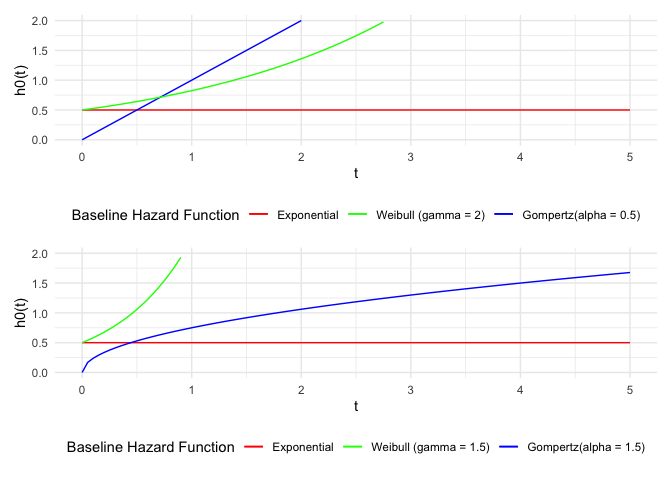 2.0
1.5
1.0
0.5
0.0
h0(t)
0 1 2 3 4 5
t
Baseline Hazard Function Exponential Weibull (gamma = 2) Gompertz(alpha = 0.5)
2.0
1.5
1.0
0.5
0.0
h0(t)
0 1 2 3 4 5
t
Baseline Hazard Function Exponential Weibull (gamma = 1.5) Gompertz(alpha = 1.5)